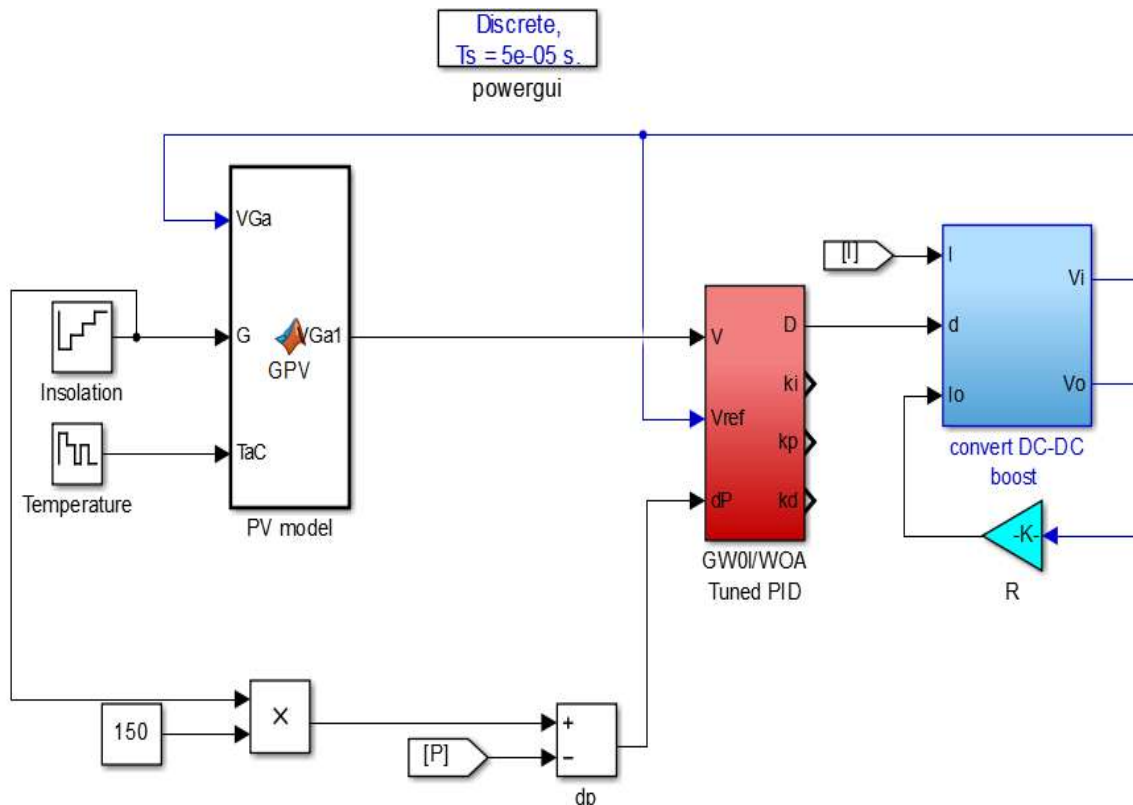 Discrete,
Ts = 5e-05 s.
powergui
VGa
G
TaC
VGa1
GPV
PV model
Insolation
Temperature
V
Vref
dP
D
ki
kp
kd
GW0I/WOA
Tuned PID
[I]
I
d
Io
Vi
Vo
convert DC-DC
boost
-K-
R
150
×
[P]
+
−
dp